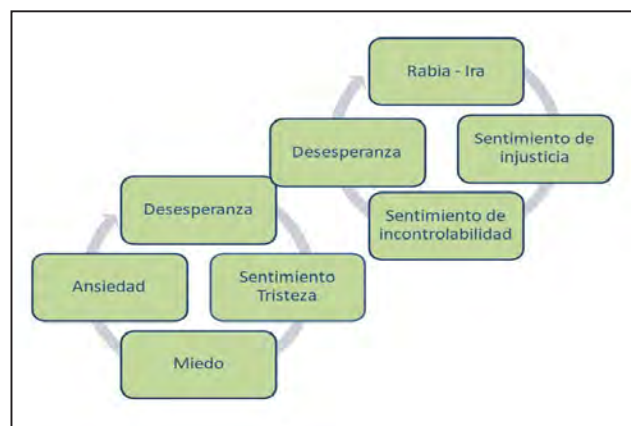 Rabia - Ira
Desesperanza
Sentimiento de
injusticia
Sentimiento de
incontrolabilidad
Desesperanza
Ansiedad
Sentimiento
Tristeza
Miedo